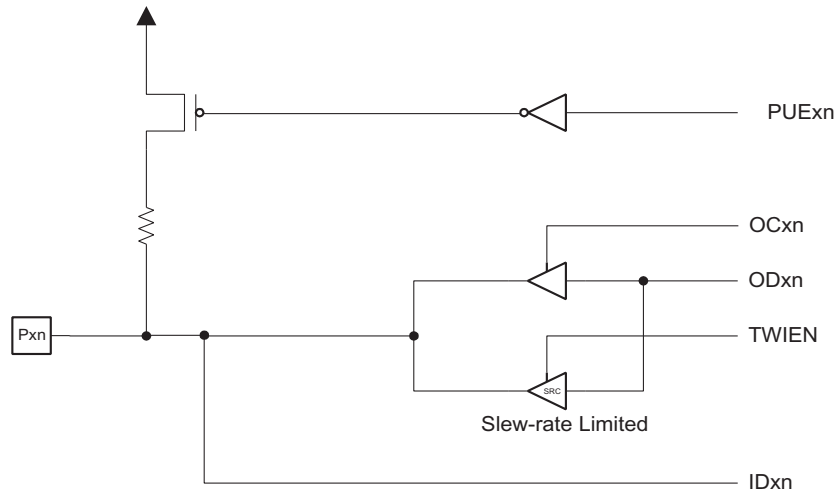 PUExn
OCxn
ODxn
Pxn
TWIEN
SRC
Slew-rate Limited
IDxn